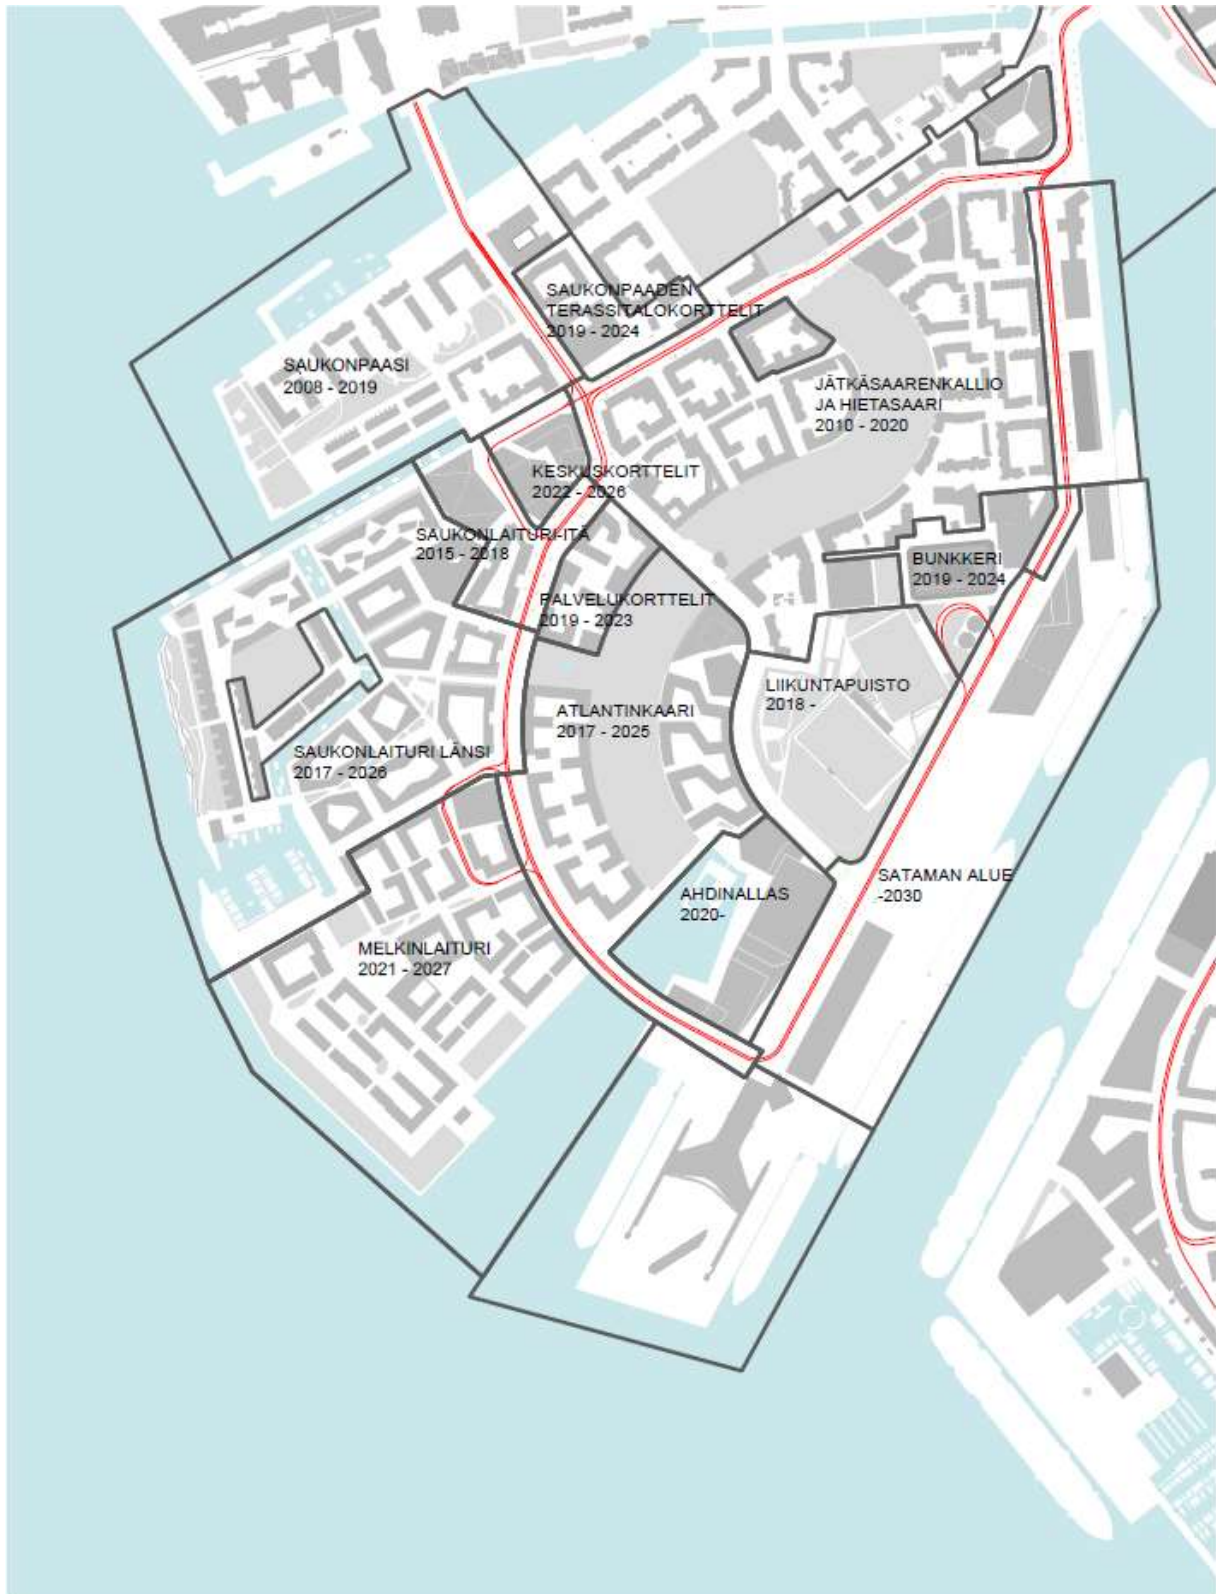 SAUKONPAADEN
TERASSITALOKORTTELIT
2019 - 2024
SAUKONPAASI
2008 - 2019
JÄTKÄSAARENKALLIO
JA HIETASAARI
2010 - 2020
KESKUSKORTTELIT
2022 - 2026
SAUKONLAITURI-ITÄ
2015 - 2018
BUNKKERI
2019 - 2024
PALVELUKORTTELIT
2019 - 2023
LIIKUNTAPUISTO
2018 -
ATLANTINKAARI
2017 - 2025
SAUKONLAITURI LÄNSI
2017 - 2026
SATAMAN ALUE
-2030
AHDINALLAS
2020-
MELKINLAITURI
2021 - 2027